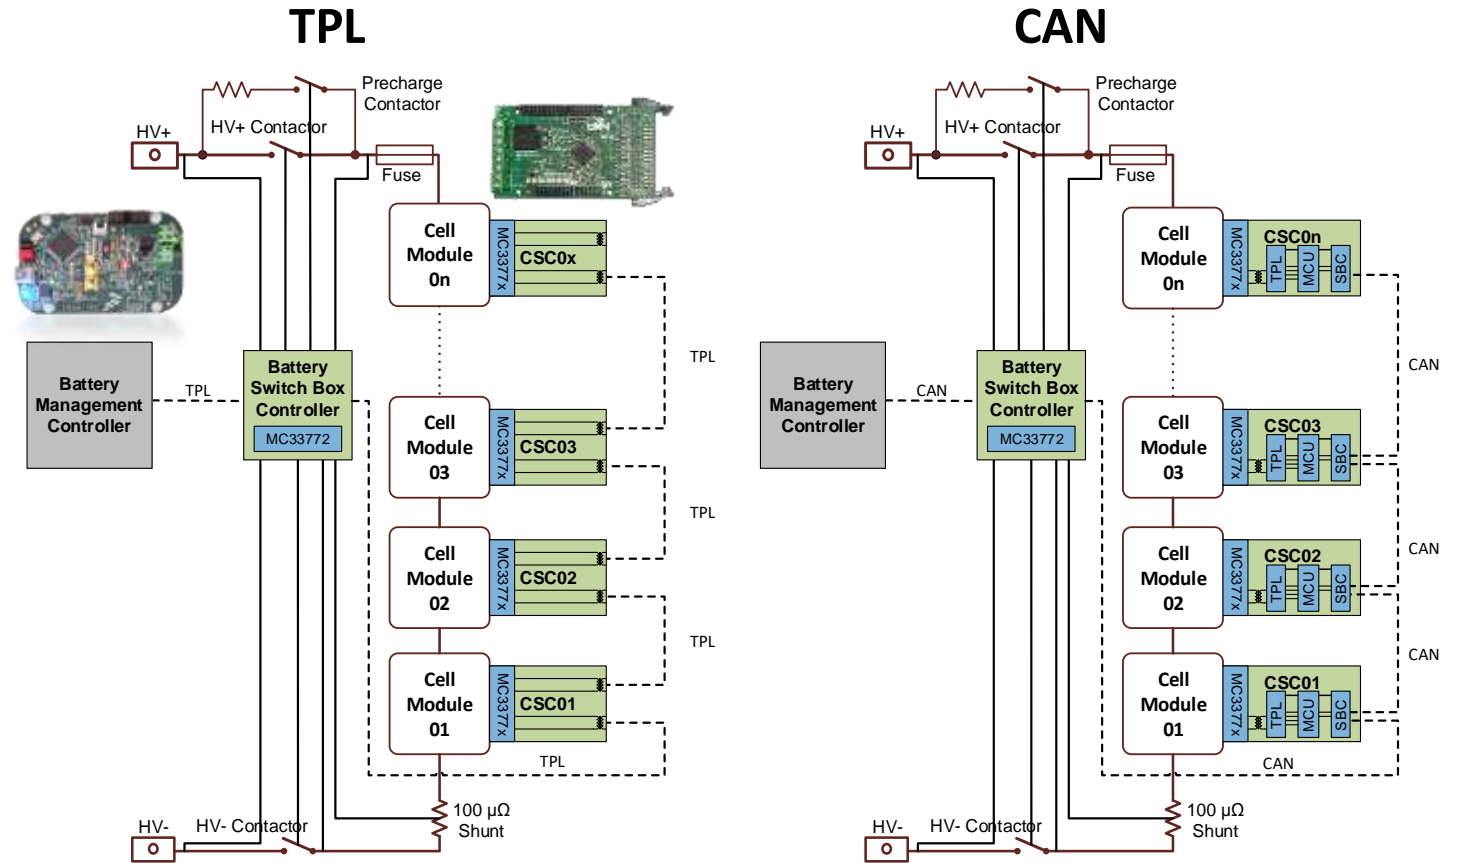 TPL
Precharge
Contactor
HV+ Contactor
HV+
Fuse
Cell
Module
0n
MC3377x
CSC0x
TPL
Battery
Management
Controller
TPL
Battery
Switch Box
Controller
MC33772
Cell
Module
03
MC3377x
CSC03
TPL
Cell
Module
02
MC3377x
CSC02
TPL
Cell
Module
01
MC3377x
CSC01
TPL
100 µΩ
Shunt
HV- Contactor
HV-
CAN
Precharge
Contactor
HV+ Contactor
HV+
Fuse
Cell
Module
0n
MC3377x
CSC0n
TPL
MCU
SBC
CAN
Battery
Management
Controller
CAN
Battery
Switch Box
Controller
MC33772
Cell
Module
03
MC3377x
CSC03
TPL
MCU
SBC
CAN
Cell
Module
02
MC3377x
CSC02
TPL
MCU
SBC
CAN
Cell
Module
01
MC3377x
CSC01
TPL
MCU
SBC
CAN
100 µΩ
Shunt
HV- Contactor
HV-